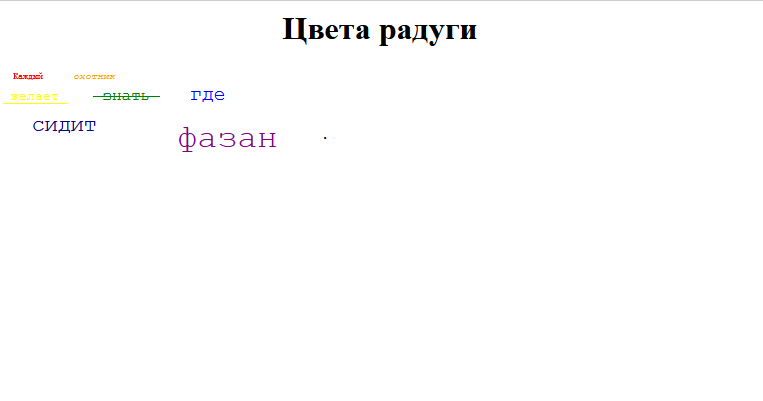 Цвета радуги
Каждый охотник
желает знать где
сидит фазан .